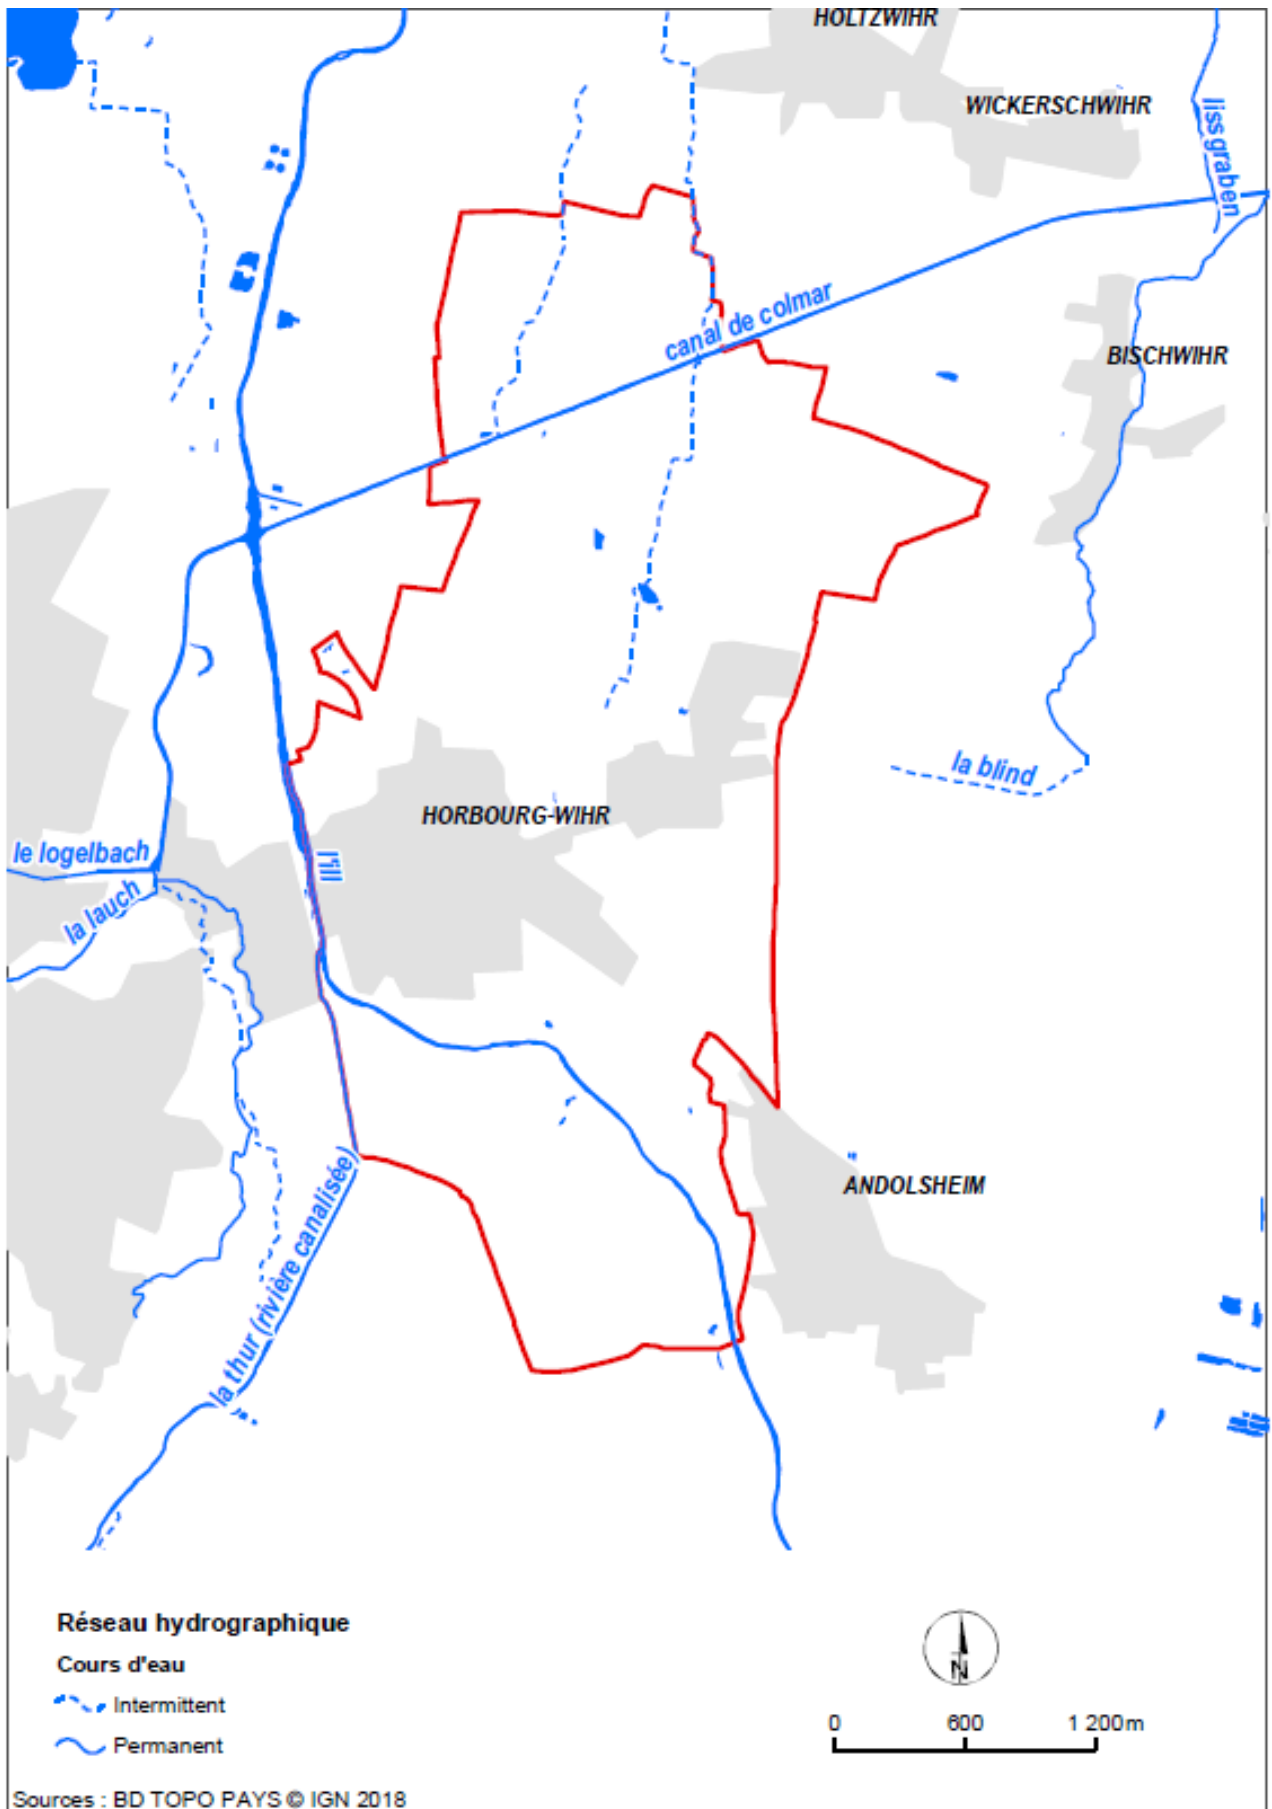 HOLTZWIHR
WICKERSCHWIHR
lissgraben
canal de colmar
BISCHWIHR
la blind
HORBOURG-WIHR
le logelbach
l'ill
la lauch
ANDOLSHEIM
la thur (rivière canalisée)
Réseau hydrographique
Cours d'eau
Intermittent
Permanent
N
0 600 1 200m
Sources : BD TOPO PAYS © IGN 2018